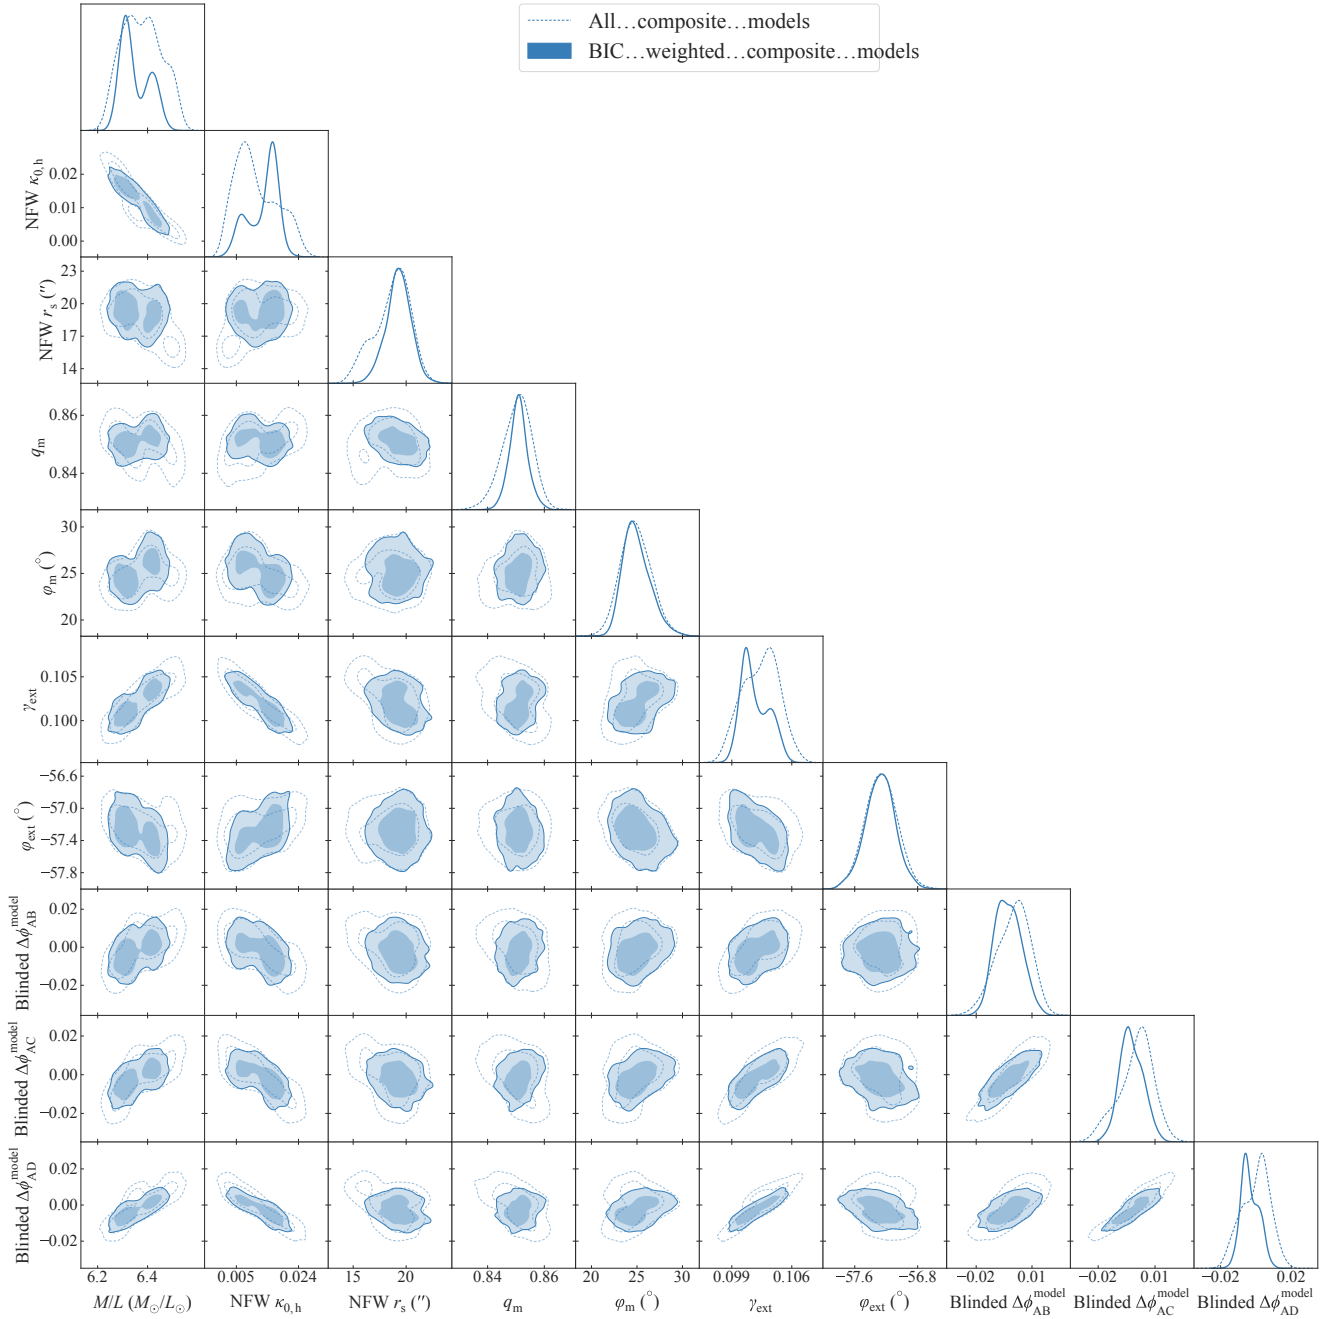 All…composite…models
BIC…weighted…composite…models
NFW κ0,h
0.02
0.01
0.00
NFW rs (″)
23
20
17
14
qm
0.86
0.84
φm (°)
30
25
20
γext
0.105
0.100
φext (°)
−56.6
−57.0
−57.4
−57.8
Blinded Δϕ^model_AB
0.02
0.00
−0.02
Blinded Δϕ^model_AC
0.02
0.00
−0.02
Blinded Δϕ^model_AD
0.02
0.00
−0.02
6.2 6.4 0.005 0.024 15 20 0.84 0.86 20 25 30 0.099 0.106 −57.6 −56.8 −0.02 0.01 −0.02 0.01 −0.02 0.02
M/L (M⊙/L⊙) NFW κ0,h NFW rs (″) qm φm (°) γext φext (°) Blinded Δϕ^model_AB Blinded Δϕ^model_AC Blinded Δϕ^model_AD